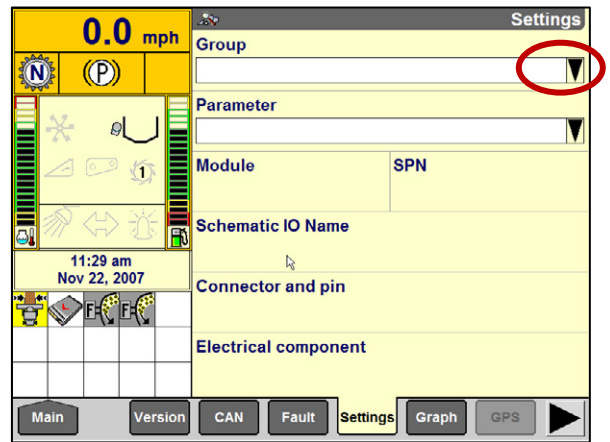 0.0 mph
N
(P)
1
11:29 am
Nov 22, 2007
F
F
Settings
Group
Parameter
Module
SPN
Schematic IO Name
Connector and pin
Electrical component
Main
Version
CAN
Fault
Settings
Graph
GPS